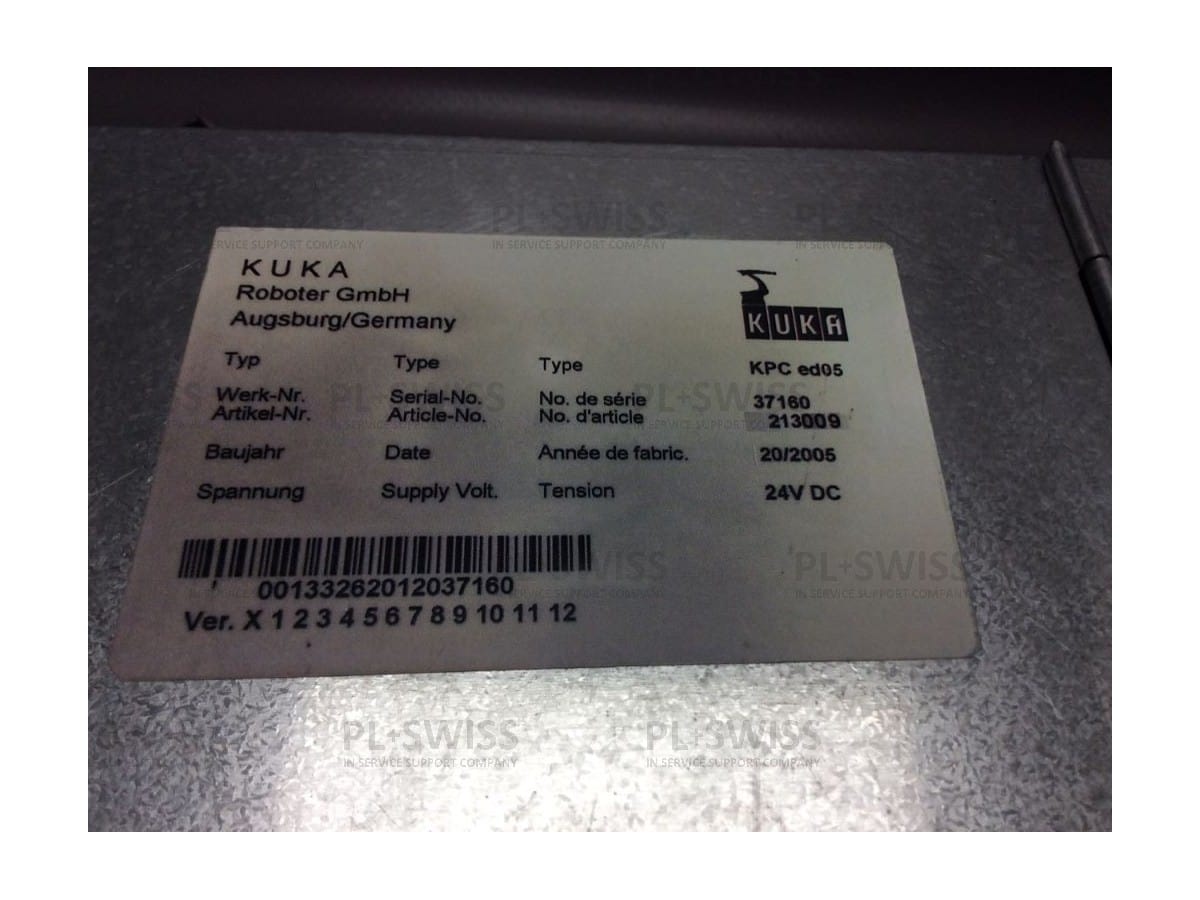 KUKA
Roboter GmbH
Augsburg/Germany
KUKA
Typ Type Type KPC ed05
Werk-Nr. Serial-No. No. de série 37160
Artikel-Nr. Article-No. No. d'article 213009
Baujahr Date Année de fabric. 20/2005
Spannung Supply Volt. Tension 24V DC
00133262012037160
Ver. X 1 2 3 4 5 6 7 8 9 10 11 12
PL+SWISS
IN SERVICE SUPPORT COMPANY